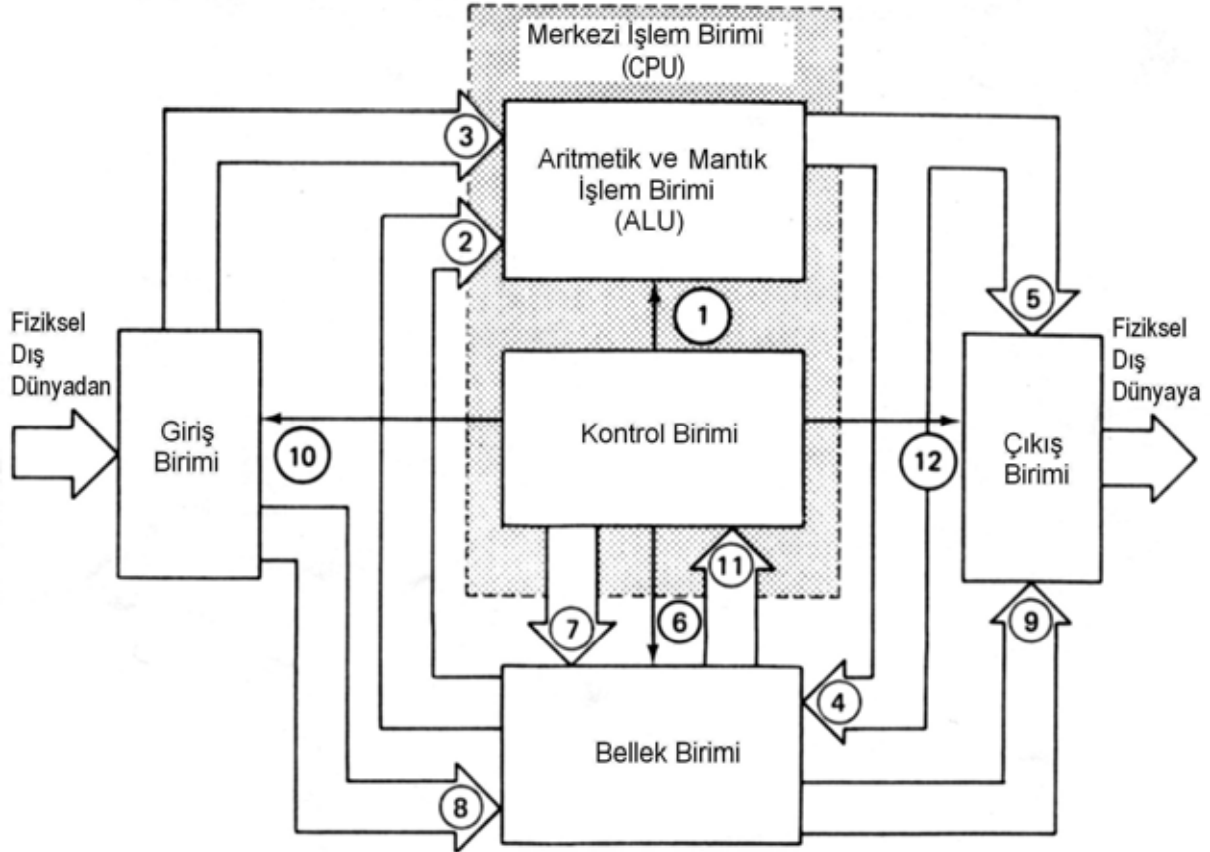 Merkezi İşlem Birimi
(CPU)
3
Aritmetik ve Mantık
İşlem Birimi
(ALU)
2
1
5
Fiziksel
Dış
Dünyadan
Fiziksel
Dış
Dünyaya
Giriş
Birimi
10
Kontrol Birimi
12
Çıkış
Birimi
11
7
6
9
4
Bellek Birimi
8